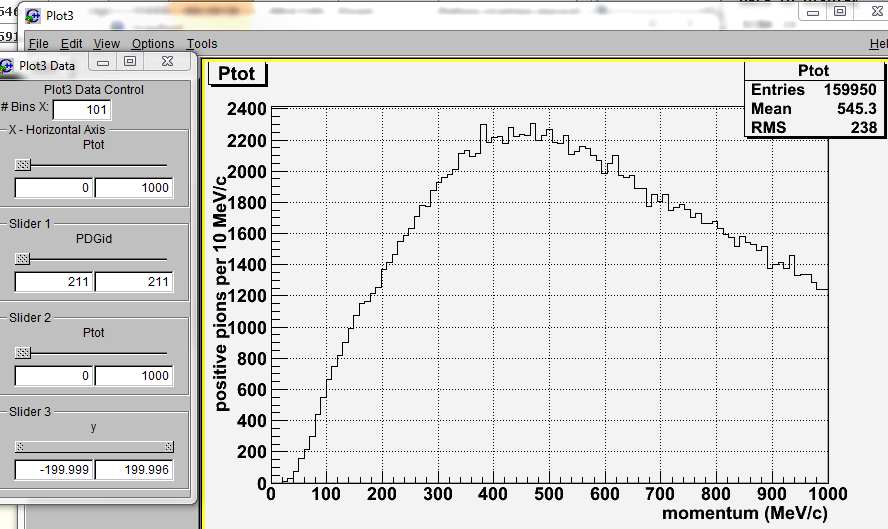 Plot3
File Edit View Options Tools Hel
Plot3 Data
Plot3 Data Control
# Bins X: 101
X - Horizontal Axis
Ptot
0 1000
Slider 1
PDGid
211 211
Slider 2
Ptot
0 1000
Slider 3
y
-199.999 199.996
Ptot
Ptot
Entries 159950
Mean 545.3
RMS 238
positive pions per 10 MeV/c
2400
2200
2000
1800
1600
1400
1200
1000
800
600
400
200
0
0 100 200 300 400 500 600 700 800 900 1000
momentum (MeV/c)